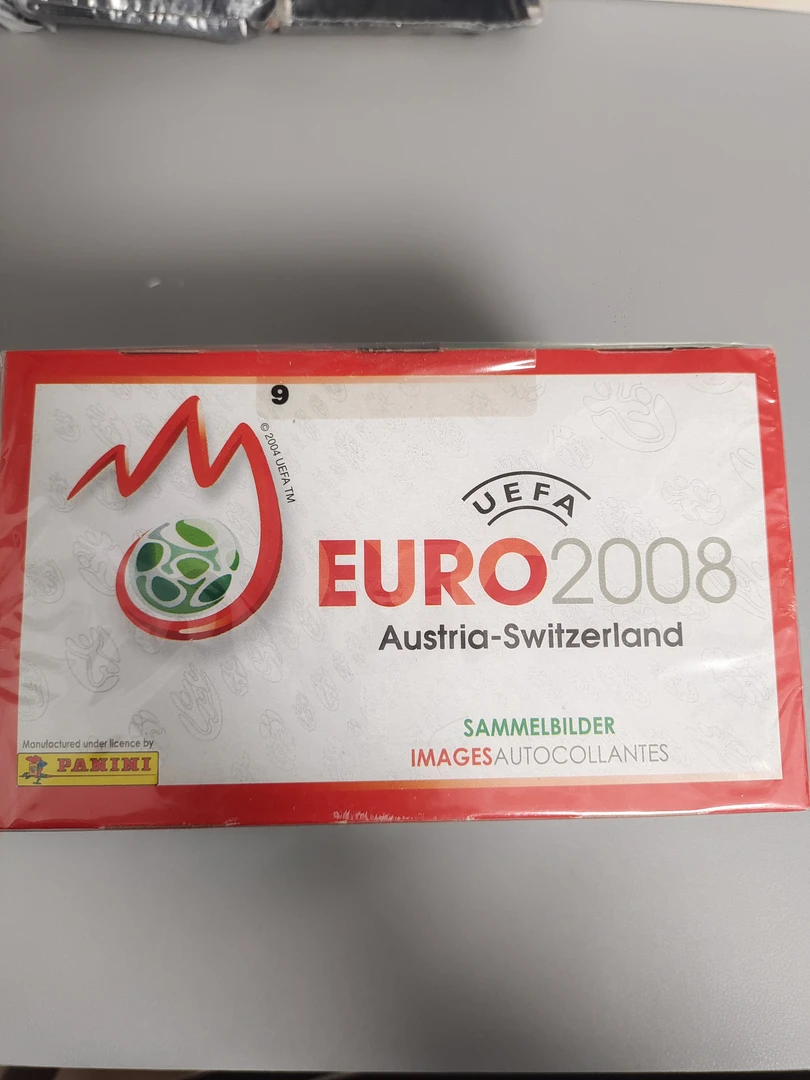 9
© 2004 UEFA TM
UEFA
EURO2008
Austria-Switzerland
SAMMELBILDER
IMAGESAUTOCOLLANTES
Manufactured under licence by
PANINI